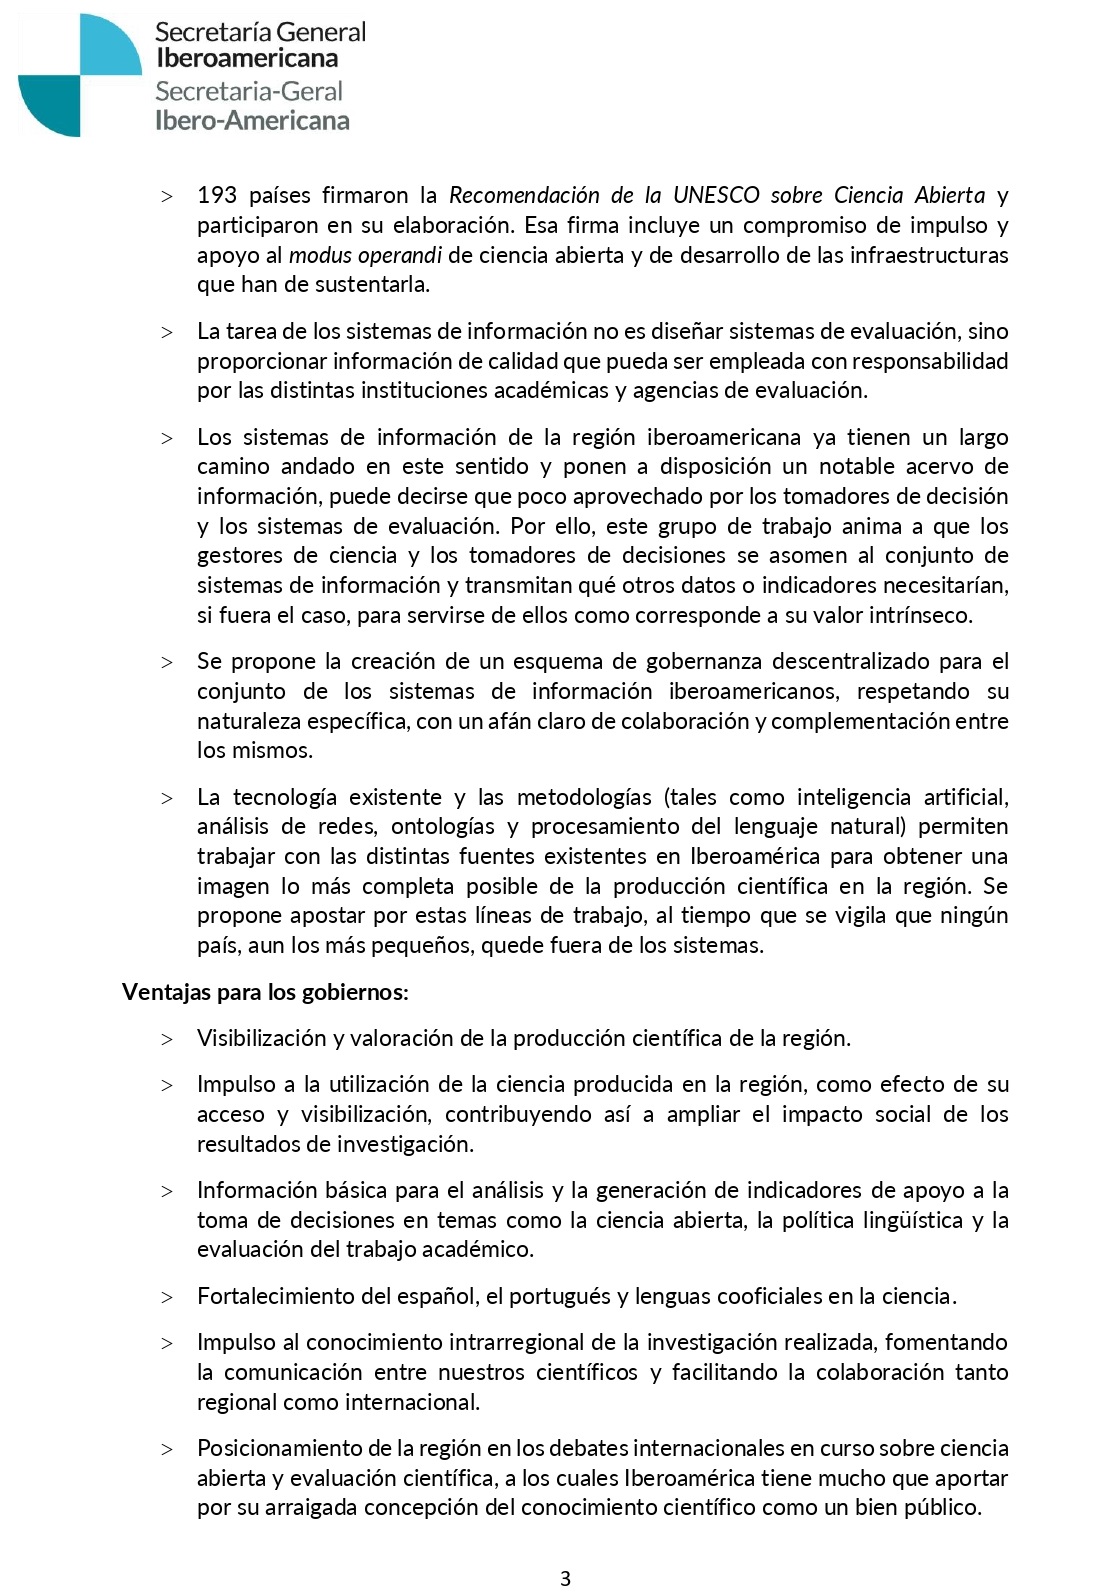 Secretaría General
Iberoamericana
Secretaria-Geral
Ibero-Americana
> 193 países firmaron la Recomendación de la UNESCO sobre Ciencia Abierta y
participaron en su elaboración. Esa firma incluye un compromiso de impulso y
apoyo al modus operandi de ciencia abierta y de desarrollo de las infraestructuras
que han de sustentarla.
> La tarea de los sistemas de información no es diseñar sistemas de evaluación, sino
proporcionar información de calidad que pueda ser empleada con responsabilidad
por las distintas instituciones académicas y agencias de evaluación.
> Los sistemas de información de la región iberoamericana ya tienen un largo
camino andado en este sentido y ponen a disposición un notable acervo de
información, puede decirse que poco aprovechado por los tomadores de decisión
y los sistemas de evaluación. Por ello, este grupo de trabajo anima a que los
gestores de ciencia y los tomadores de decisiones se asomen al conjunto de
sistemas de información y transmitan qué otros datos o indicadores necesitarían,
si fuera el caso, para servirse de ellos como corresponde a su valor intrínseco.
> Se propone la creación de un esquema de gobernanza descentralizado para el
conjunto de los sistemas de información iberoamericanos, respetando su
naturaleza específica, con un afán claro de colaboración y complementación entre
los mismos.
> La tecnología existente y las metodologías (tales como inteligencia artificial,
análisis de redes, ontologías y procesamiento del lenguaje natural) permiten
trabajar con las distintas fuentes existentes en Iberoamérica para obtener una
imagen lo más completa posible de la producción científica en la región. Se
propone apostar por estas líneas de trabajo, al tiempo que se vigila que ningún
país, aun los más pequeños, quede fuera de los sistemas.
Ventajas para los gobiernos:
> Visibilización y valoración de la producción científica de la región.
> Impulso a la utilización de la ciencia producida en la región, como efecto de su
acceso y visibilización, contribuyendo así a ampliar el impacto social de los
resultados de investigación.
> Información básica para el análisis y la generación de indicadores de apoyo a la
toma de decisiones en temas como la ciencia abierta, la política lingüística y la
evaluación del trabajo académico.
> Fortalecimiento del español, el portugués y lenguas cooficiales en la ciencia.
> Impulso al conocimiento intrarregional de la investigación realizada, fomentando
la comunicación entre nuestros científicos y facilitando la colaboración tanto
regional como internacional.
> Posicionamiento de la región en los debates internacionales en curso sobre ciencia
abierta y evaluación científica, a los cuales Iberoamérica tiene mucho que aportar
por su arraigada concepción del conocimiento científico como un bien público.
3